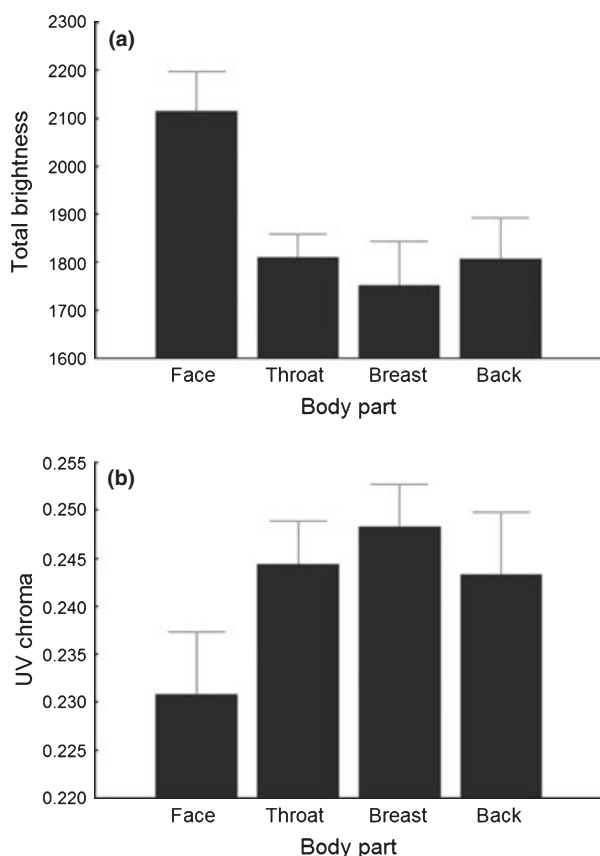 (a)
2300
2200
2100
2000
1900
1800
1700
1600
Total brightness
Face Throat Breast Back
Body part
(b)
0.255
0.250
0.245
0.240
0.235
0.230
0.225
0.220
UV chroma
Face Throat Breast Back
Body part